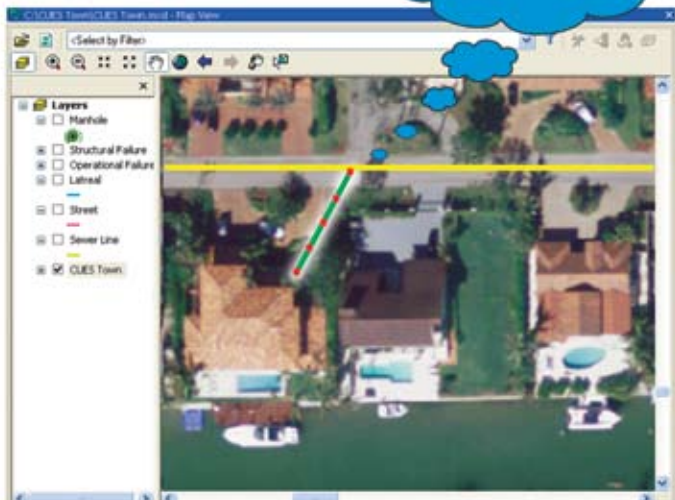 C:\CUES Town\CUES Town.mcd - Map View
<Select by Filter>
Layers
Manhole
Structural Failure
Operational Failure
Latreal
Street
Sewer Line
CUES Town